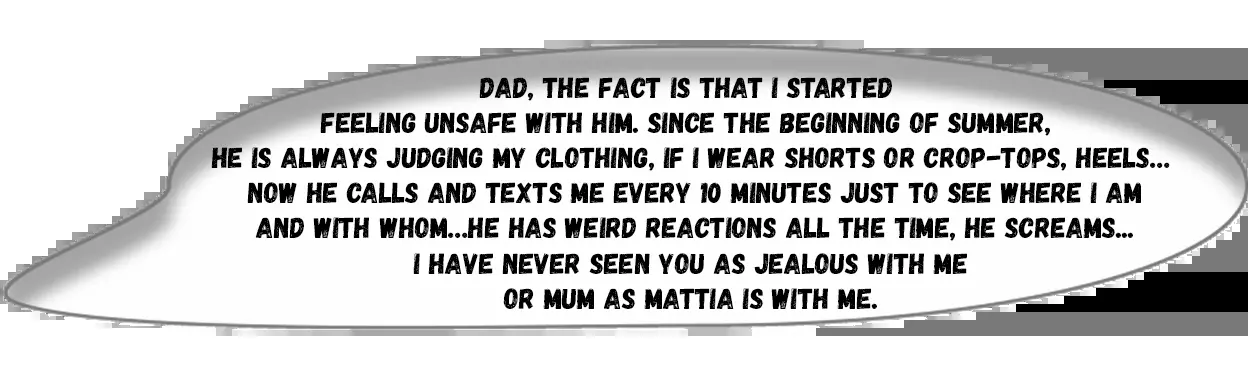 DAD, THE FACT IS THAT I STARTED
FEELING UNSAFE WITH HIM. SINCE THE BEGINNING OF SUMMER,
HE IS ALWAYS JUDGING MY CLOTHING, IF I WEAR SHORTS OR CROP-TOPS, HEELS...
NOW HE CALLS AND TEXTS ME EVERY 10 MINUTES JUST TO SEE WHERE I AM
AND WITH WHOM...HE HAS WEIRD REACTIONS ALL THE TIME, HE SCREAMS...
I HAVE NEVER SEEN YOU AS JEALOUS WITH ME
OR MUM AS MATTIA IS WITH ME.